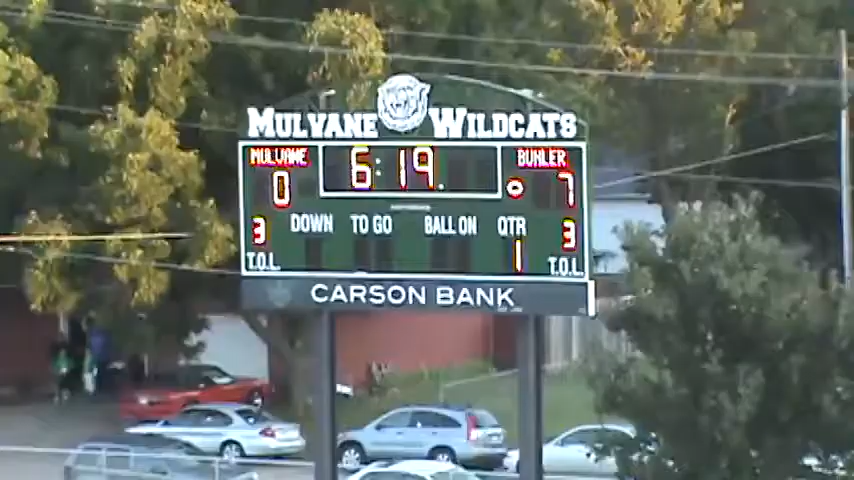 MULVANE WILDCATS
MULVANE 6:19 BUHLER
0 7
DOWN TO GO BALL ON QTR
3 1 3
T.O.L. T.O.L.
CARSON BANK